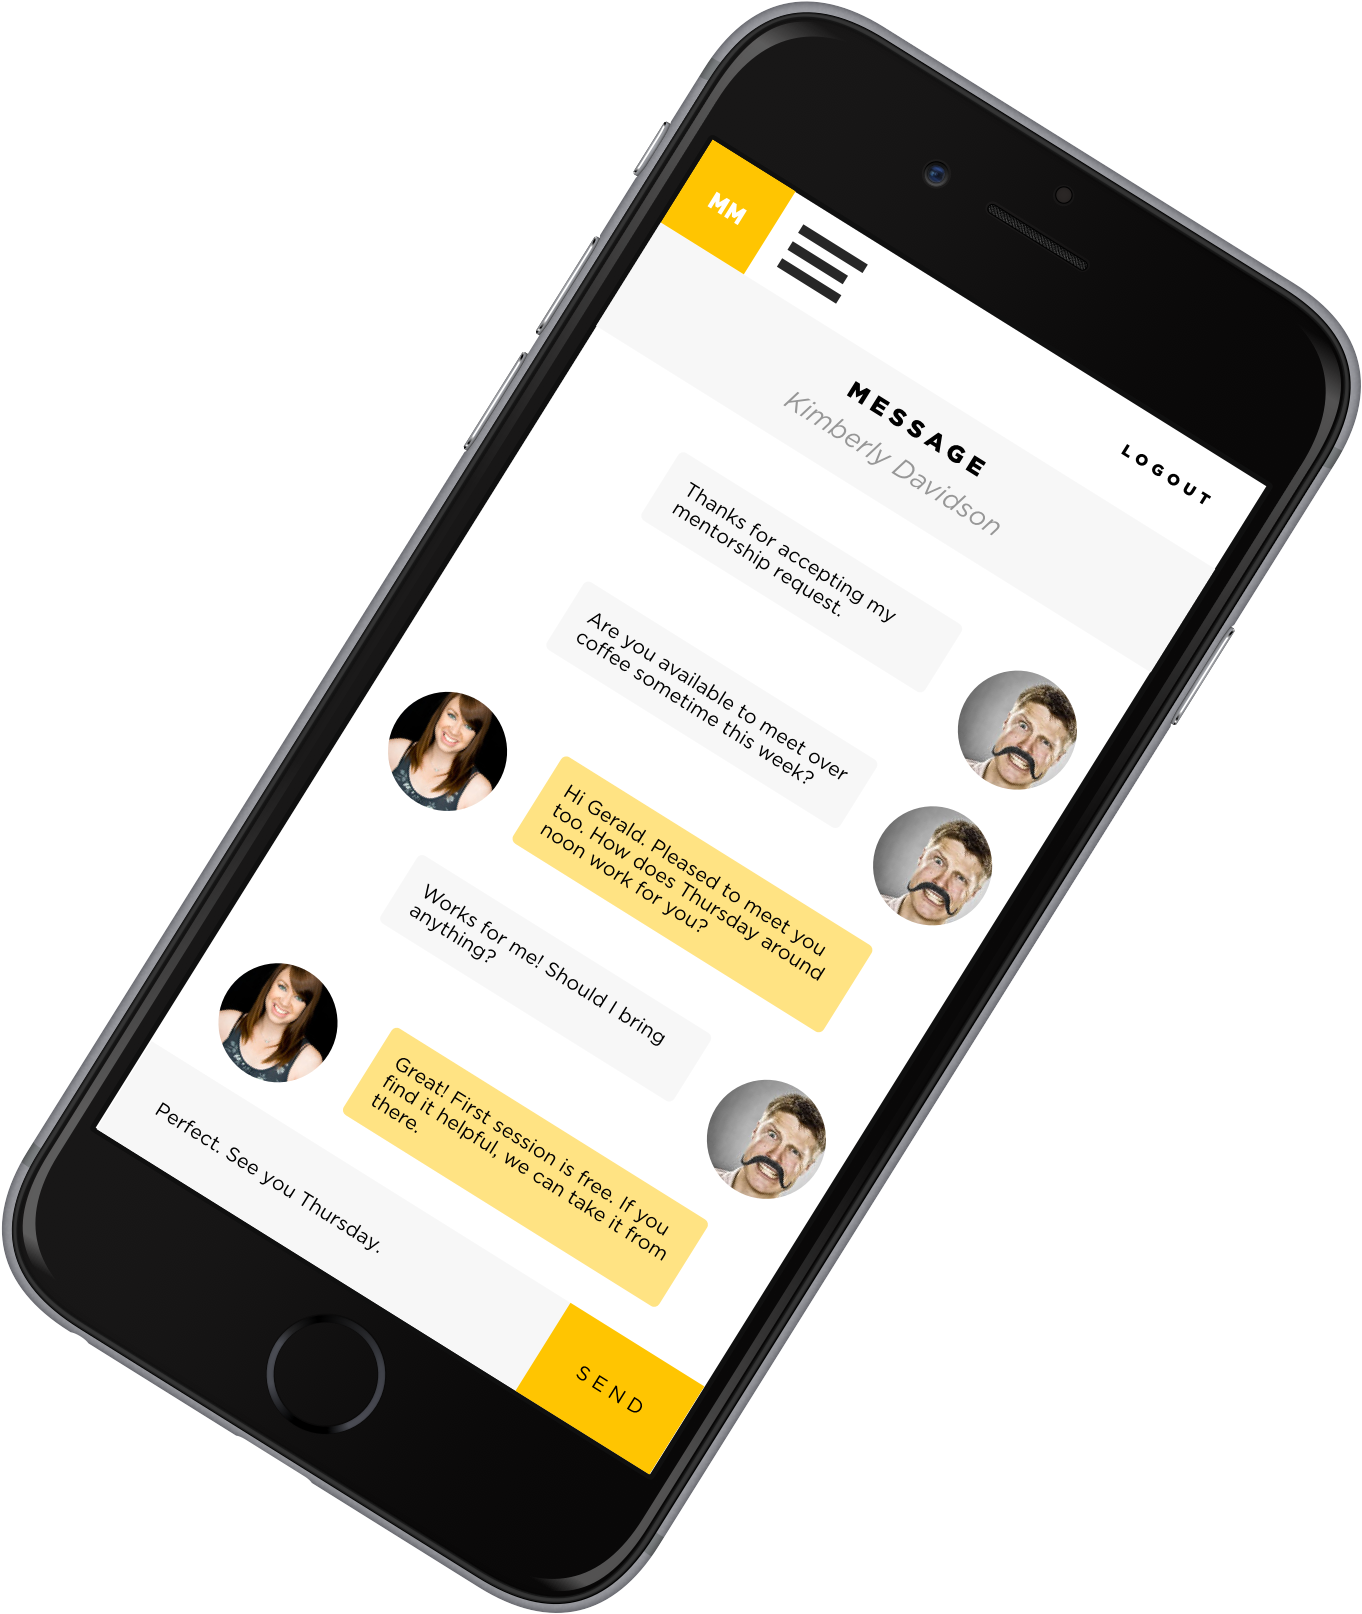 MM
LOGOUT
MESSAGE
Kimberly Davidson
Thanks for accepting my
mentorship request.
Are you available to meet over
coffee sometime this week?
Hi Gerald. Pleased to meet you
too. How does Thursday around
noon work for you?
Works for me! Should I bring
anything?
Great! First session is free. If you
find it helpful, we can take it from
there.
Perfect. See you Thursday.
SEND